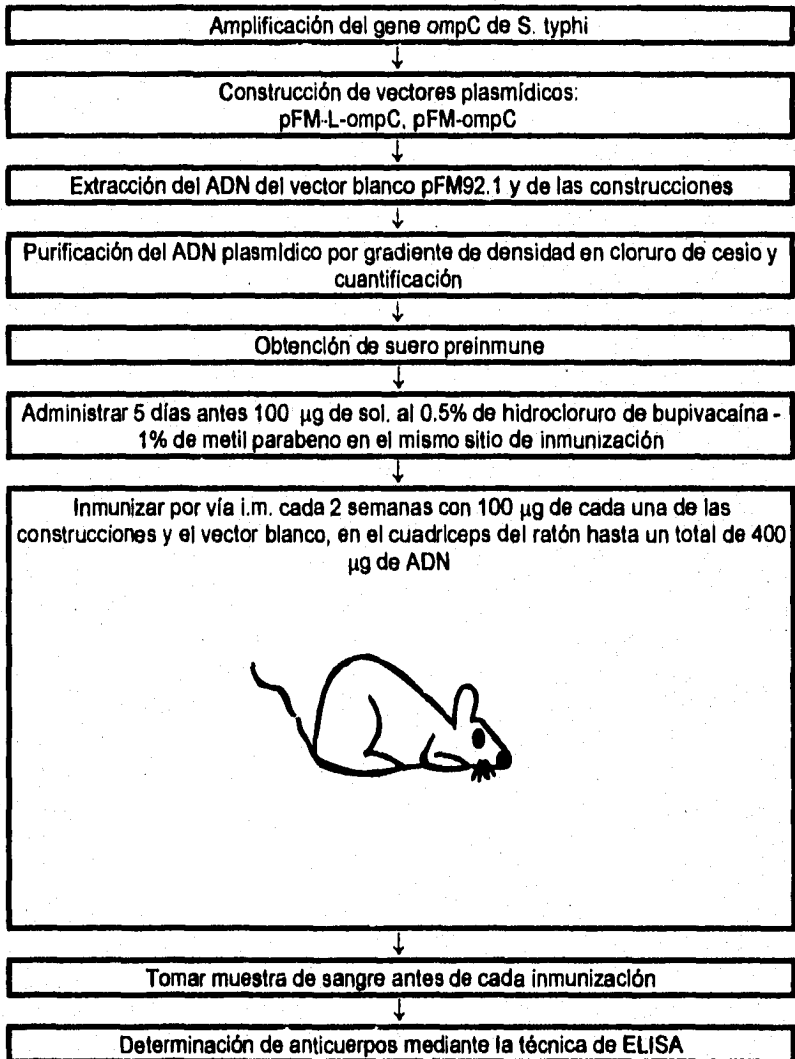 Amplificación del gene ompC de S. typhi
↓
Construcción de vectores plasmídicos:
pFM-L-ompC, pFM-ompC
↓
Extracción del ADN del vector blanco pFM92.1 y de las construcciones
↓
Purificación del ADN plasmídico por gradiente de densidad en cloruro de cesio y
cuantificación
↓
Obtención de suero preinmune
↓
Administrar 5 días antes 100 µg de sol. al 0.5% de hidrocloruro de bupivacaína -
1% de metil parabeno en el mismo sitio de inmunización
↓
Inmunizar por vía i.m. cada 2 semanas con 100 µg de cada una de las
construcciones y el vector blanco, en el cuadríceps del ratón hasta un total de 400
µg de ADN
↓
Tomar muestra de sangre antes de cada inmunización
↓
Determinación de anticuerpos mediante la técnica de ELISA